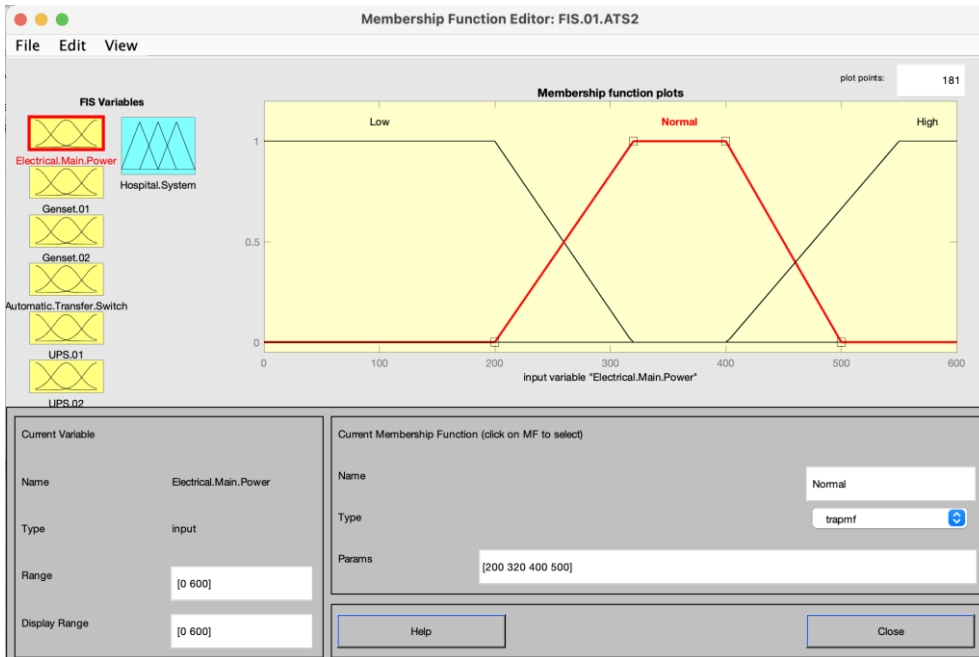 Membership Function Editor: FIS.01.ATS2
File Edit View
plot points: 181
FIS Variables
Electrical.Main.Power
Hospital.System
Genset.01
Genset.02
Automatic.Transfer.Switch
UPS.01
UPS.02
Membership function plots
Low Normal High
1
0.5
0
0 100 200 300 400 500 600
input variable "Electrical.Main.Power"
Current Variable
Name Electrical.Main.Power
Type input
Range [0 600]
Display Range [0 600]
Current Membership Function (click on MF to select)
Name Normal
Type trapmf
Params [200 320 400 500]
Help Close